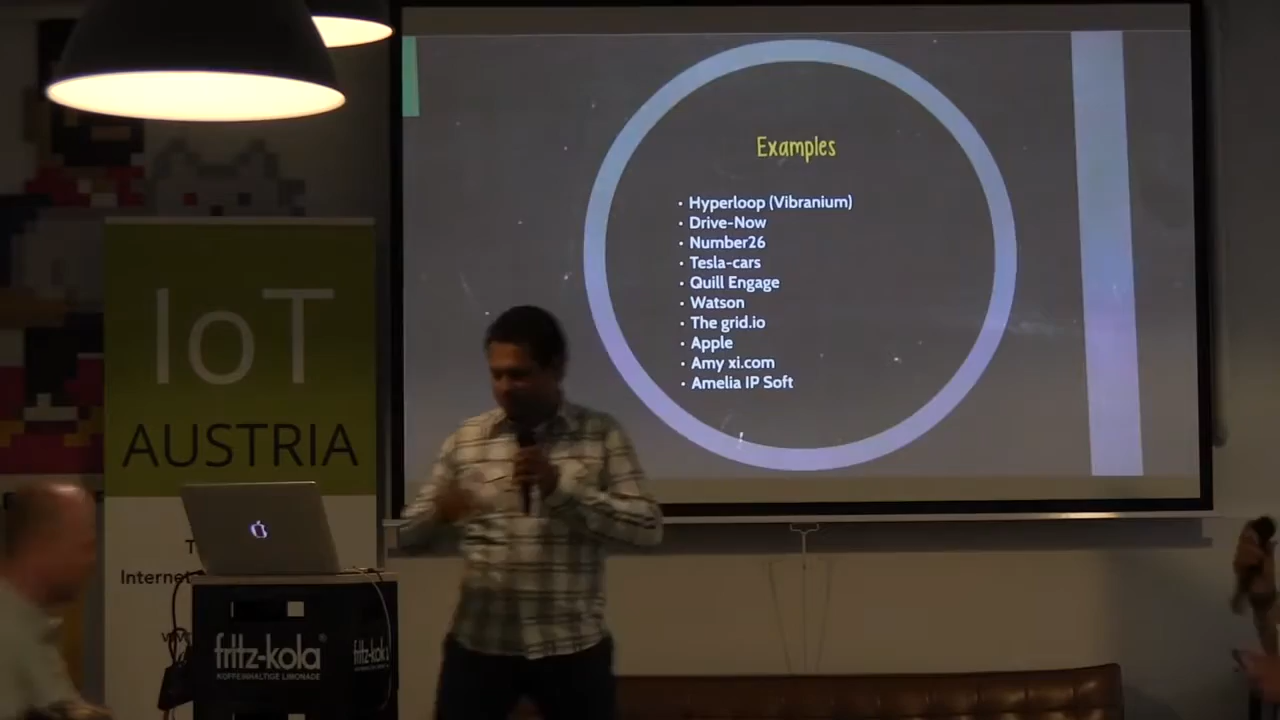 Examples
• Hyperloop (Vibranium)
• Drive-Now
• Number26
• Tesla-cars
• Quill Engage
• Watson
• The grid.io
• Apple
• Amy xi.com
• Amelia IP Soft
IoT
AUSTRIA
Internet
fritz-kola®
KOFFEINHALTIGE LIMONADE
fritz-kola